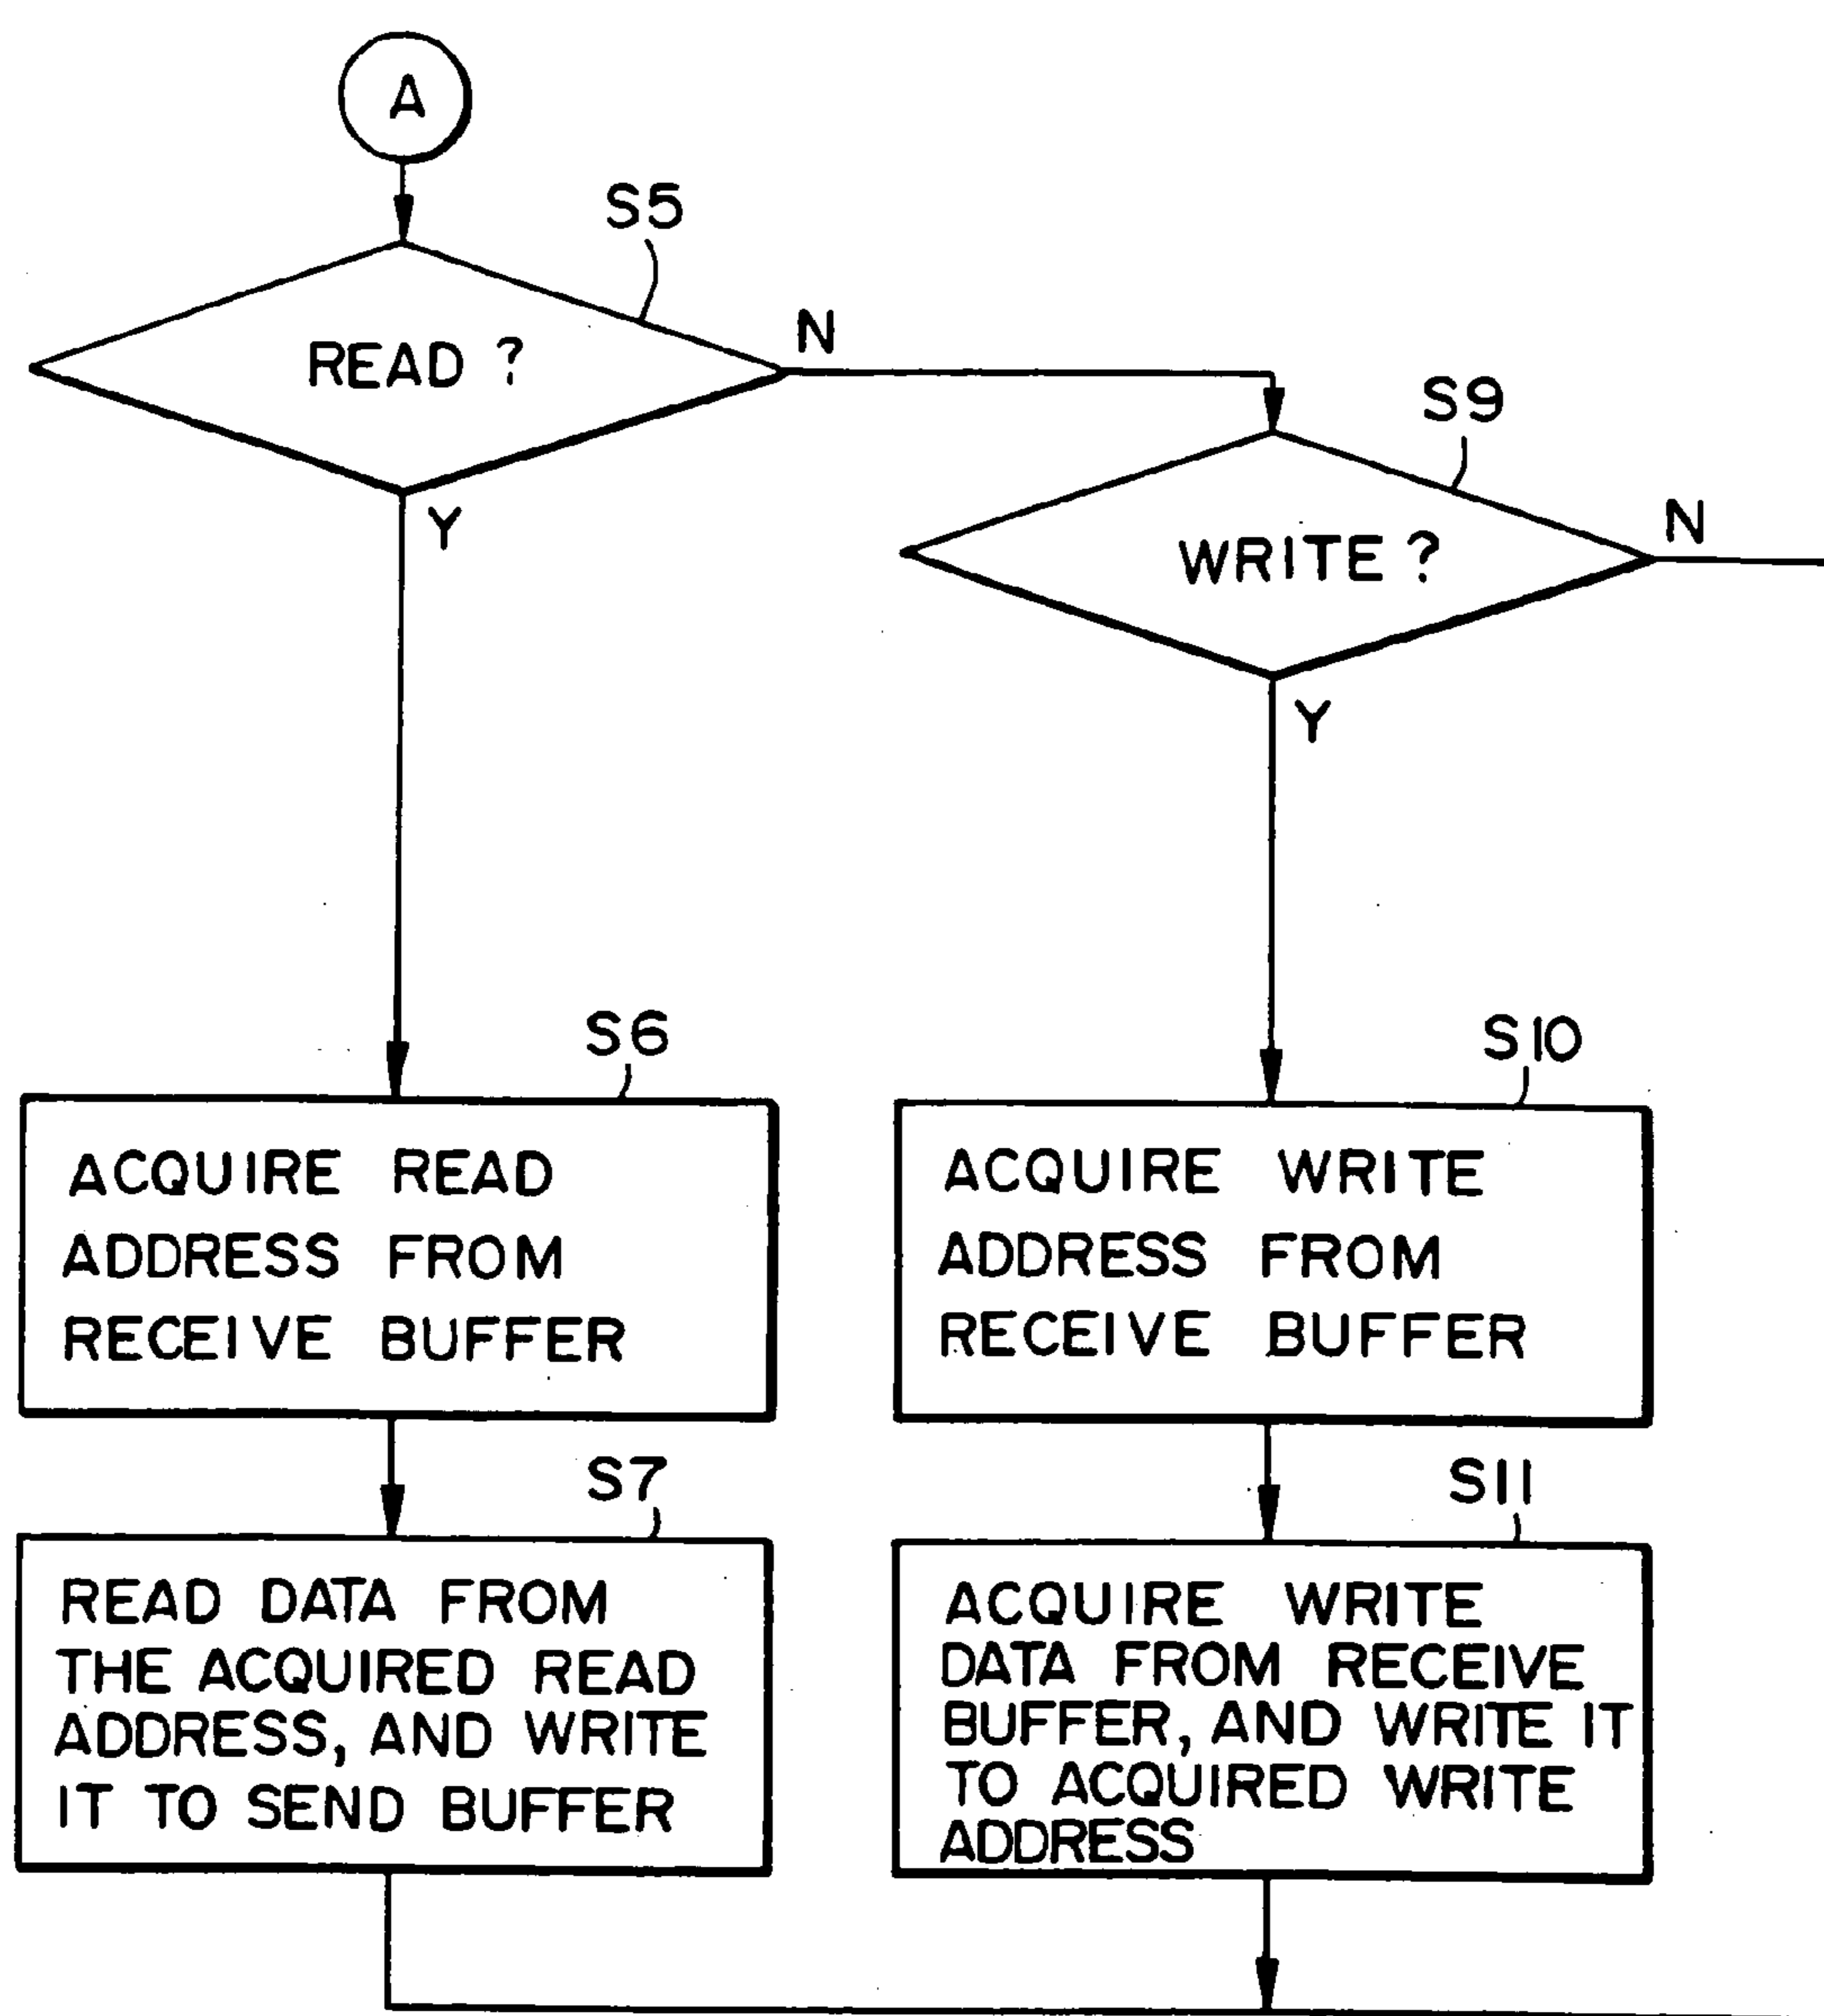 A
S5
READ ?
N
Y
S9
WRITE ?
N
Y
S6
ACQUIRE READ
ADDRESS FROM
RECEIVE BUFFER
S7
READ DATA FROM
THE ACQUIRED READ
ADDRESS, AND WRITE
IT TO SEND BUFFER
S10
ACQUIRE WRITE
ADDRESS FROM
RECEIVE BUFFER
S11
ACQUIRE WRITE
DATA FROM RECEIVE
BUFFER, AND WRITE IT
TO ACQUIRED WRITE
ADDRESS